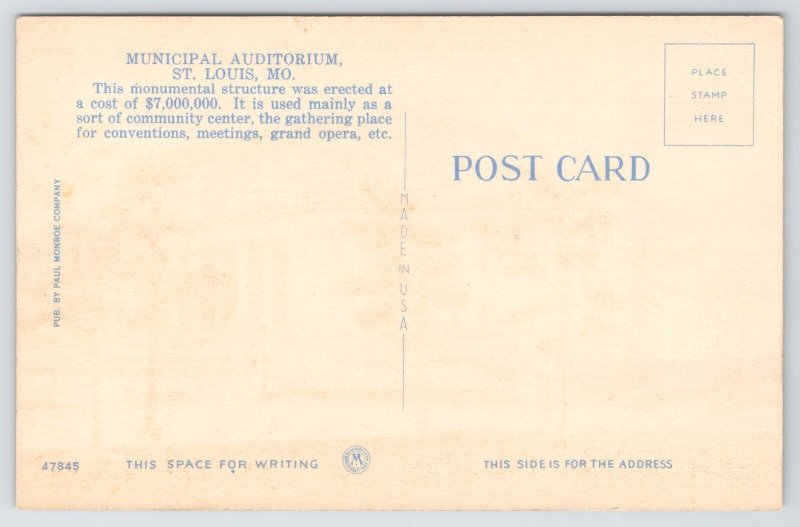 MUNICIPAL AUDITORIUM,
ST. LOUIS, MO.
This monumental structure was erected at
a cost of $7,000,000. It is used mainly as a
sort of community center, the gathering place
for conventions, meetings, grand opera, etc.
PLACE
STAMP
HERE
POST CARD
PUB. BY PAUL MONROE COMPANY
MADE IN USA
47845
THIS SPACE FOR WRITING
M
THIS SIDE IS FOR THE ADDRESS